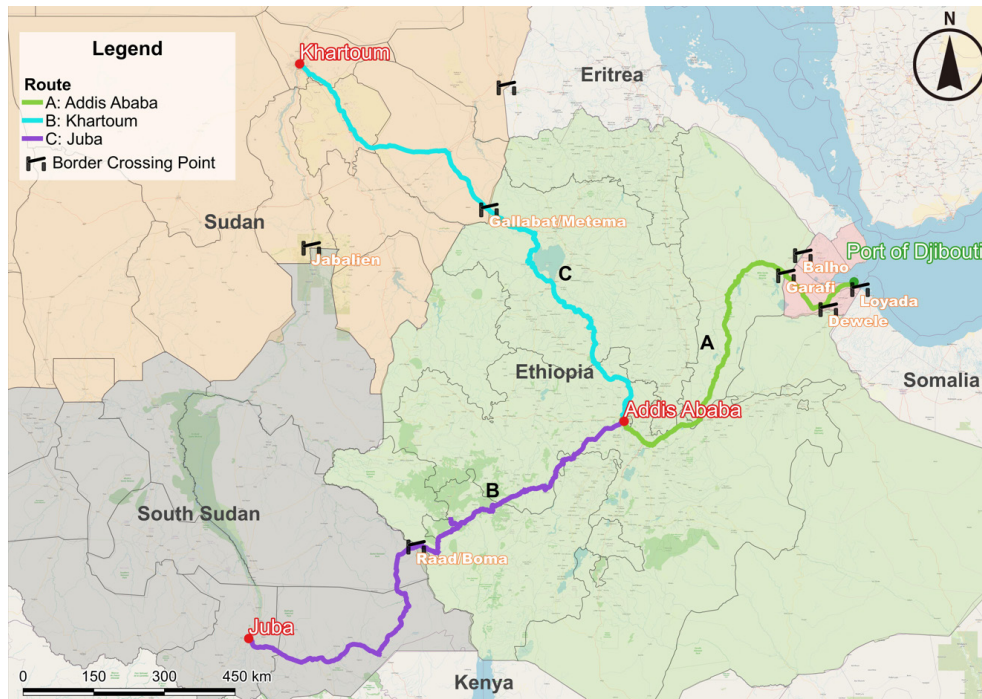 Legend
Route
A: Addis Ababa
B: Khartoum
C: Juba
Border Crossing Point
N
Khartoum
Eritrea
Sudan
Gallabat/Metema
Jabalien
C
Port of Djibouti
Balho
Garafi
Loyada
Dewele
A
Ethiopia
Somalia
Addis Ababa
B
South Sudan
Raad/Boma
Juba
Kenya
0 150 300 450 km